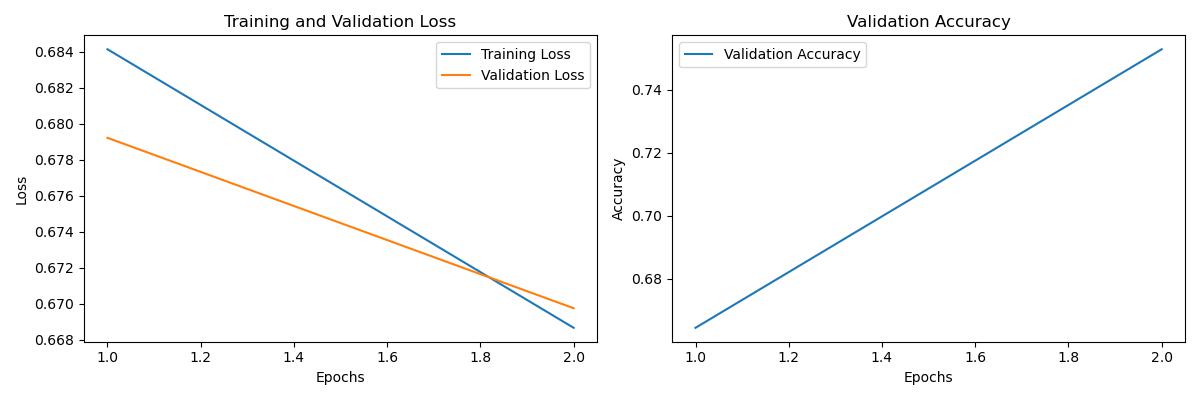 Training and Validation Loss
0.684
0.682
0.680
0.678
0.676
0.674
0.672
0.670
0.668
Loss
Training Loss
Validation Loss
1.0 1.2 1.4 1.6 1.8 2.0
Epochs
Validation Accuracy
0.74
0.72
0.70
0.68
Accuracy
Validation Accuracy
1.0 1.2 1.4 1.6 1.8 2.0
Epochs